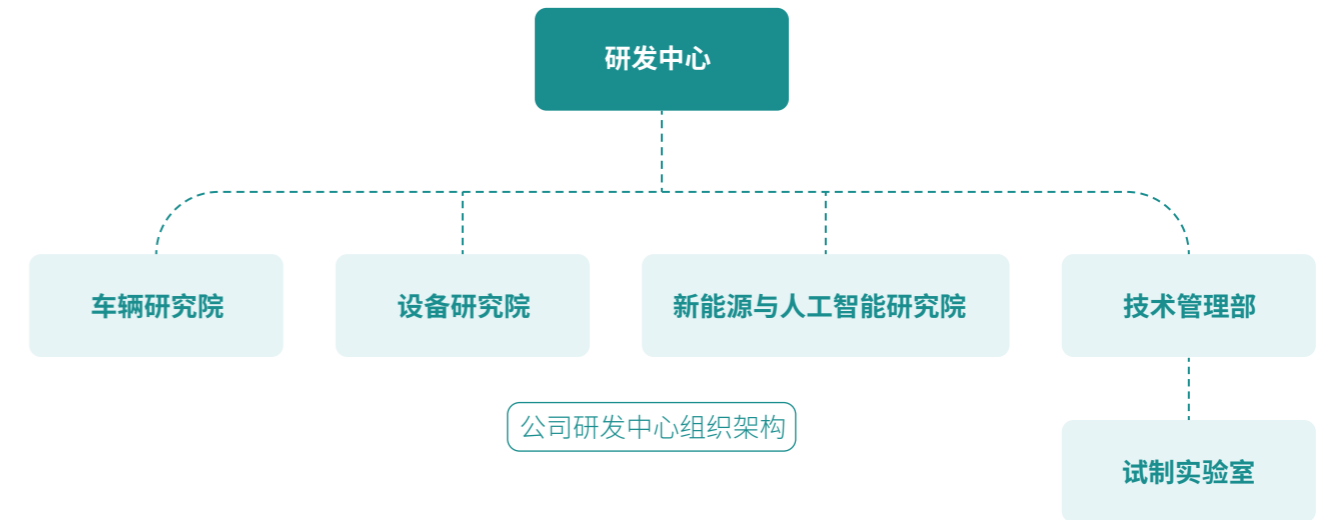 研发中心
车辆研究院
设备研究院
新能源与人工智能研究院
技术管理部
公司研发中心组织架构
试制实验室